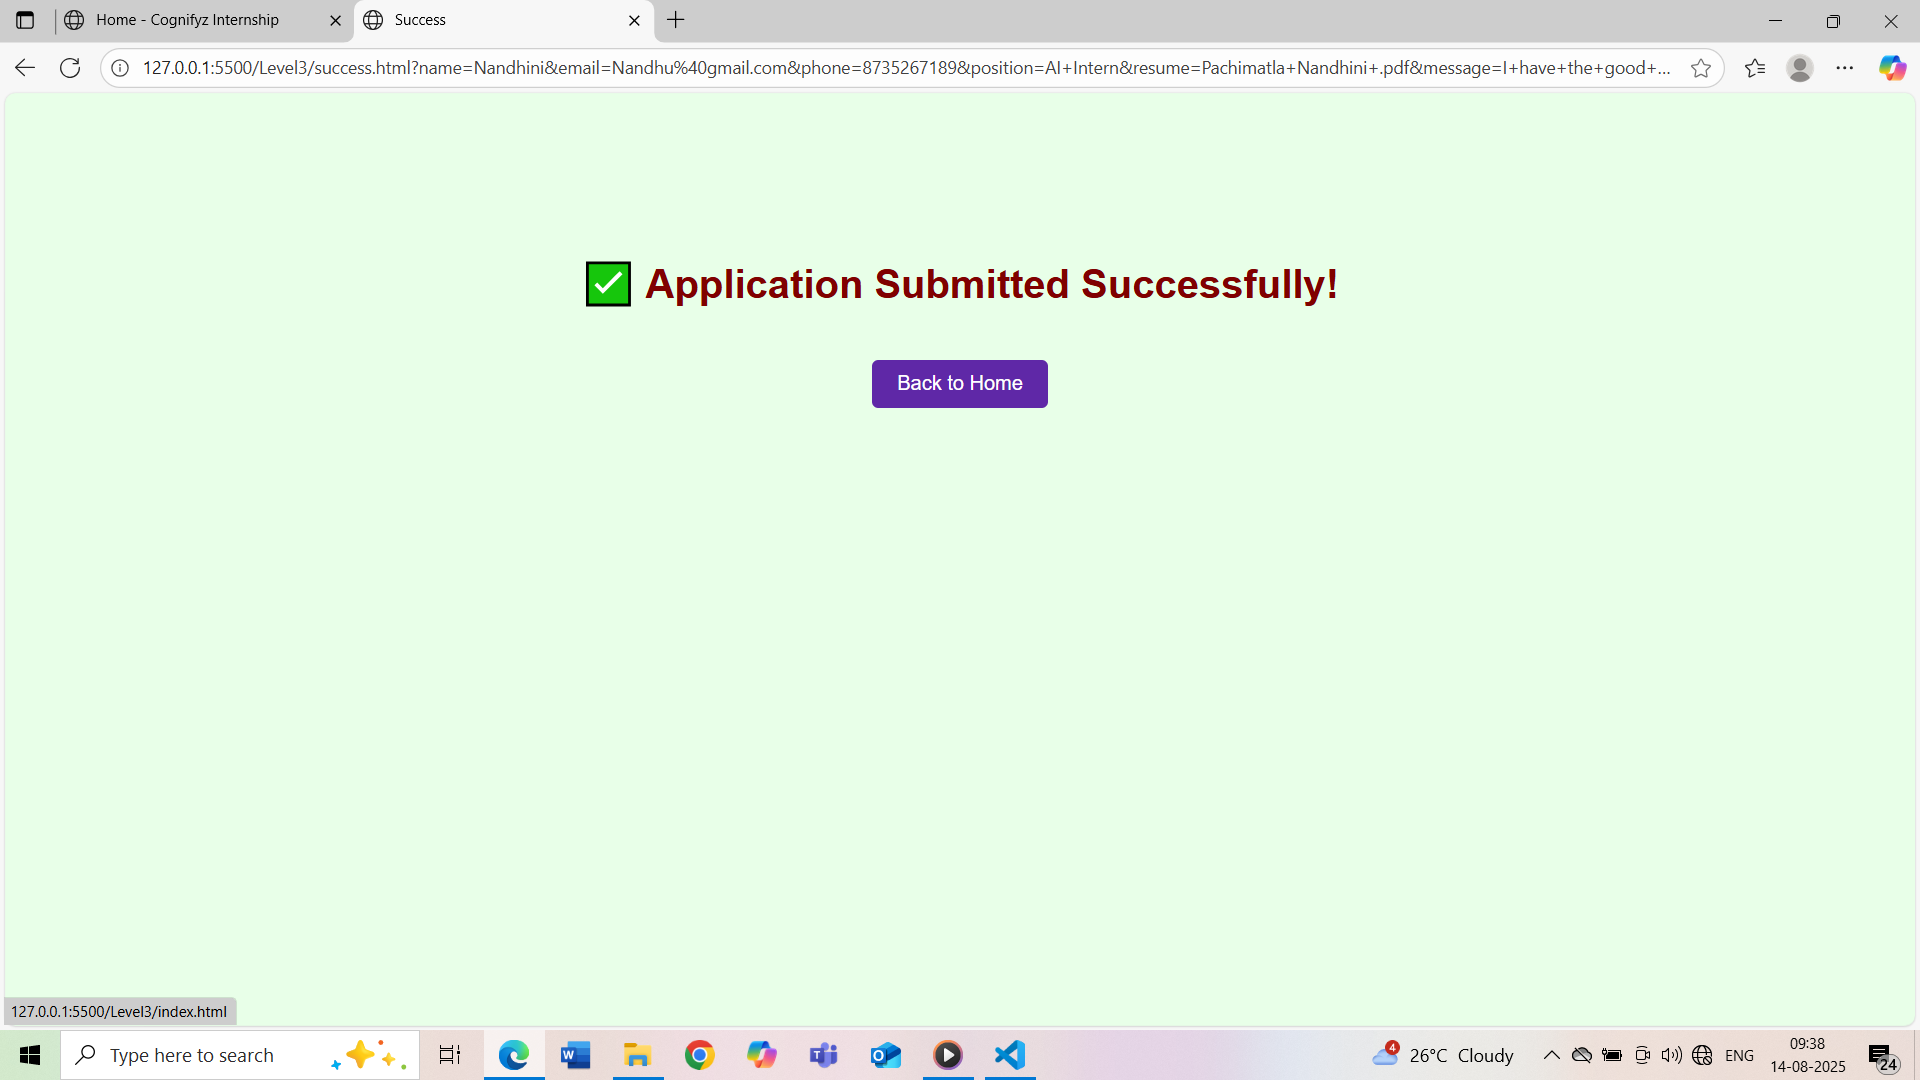 Home - Cognifyz Internship
Success
127.0.0.1:5500/Level3/success.html?name=Nandhini&email=Nandhu%40gmail.com&phone=8735267189&position=AI+Intern&resume=Pachimatla+Nandhini+.pdf&message=I+have+the+good+...
✅ Application Submitted Successfully!
Back to Home
127.0.0.1:5500/Level3/index.html
Type here to search
4
26°C Cloudy
ENG
09:38
14-08-2025
24